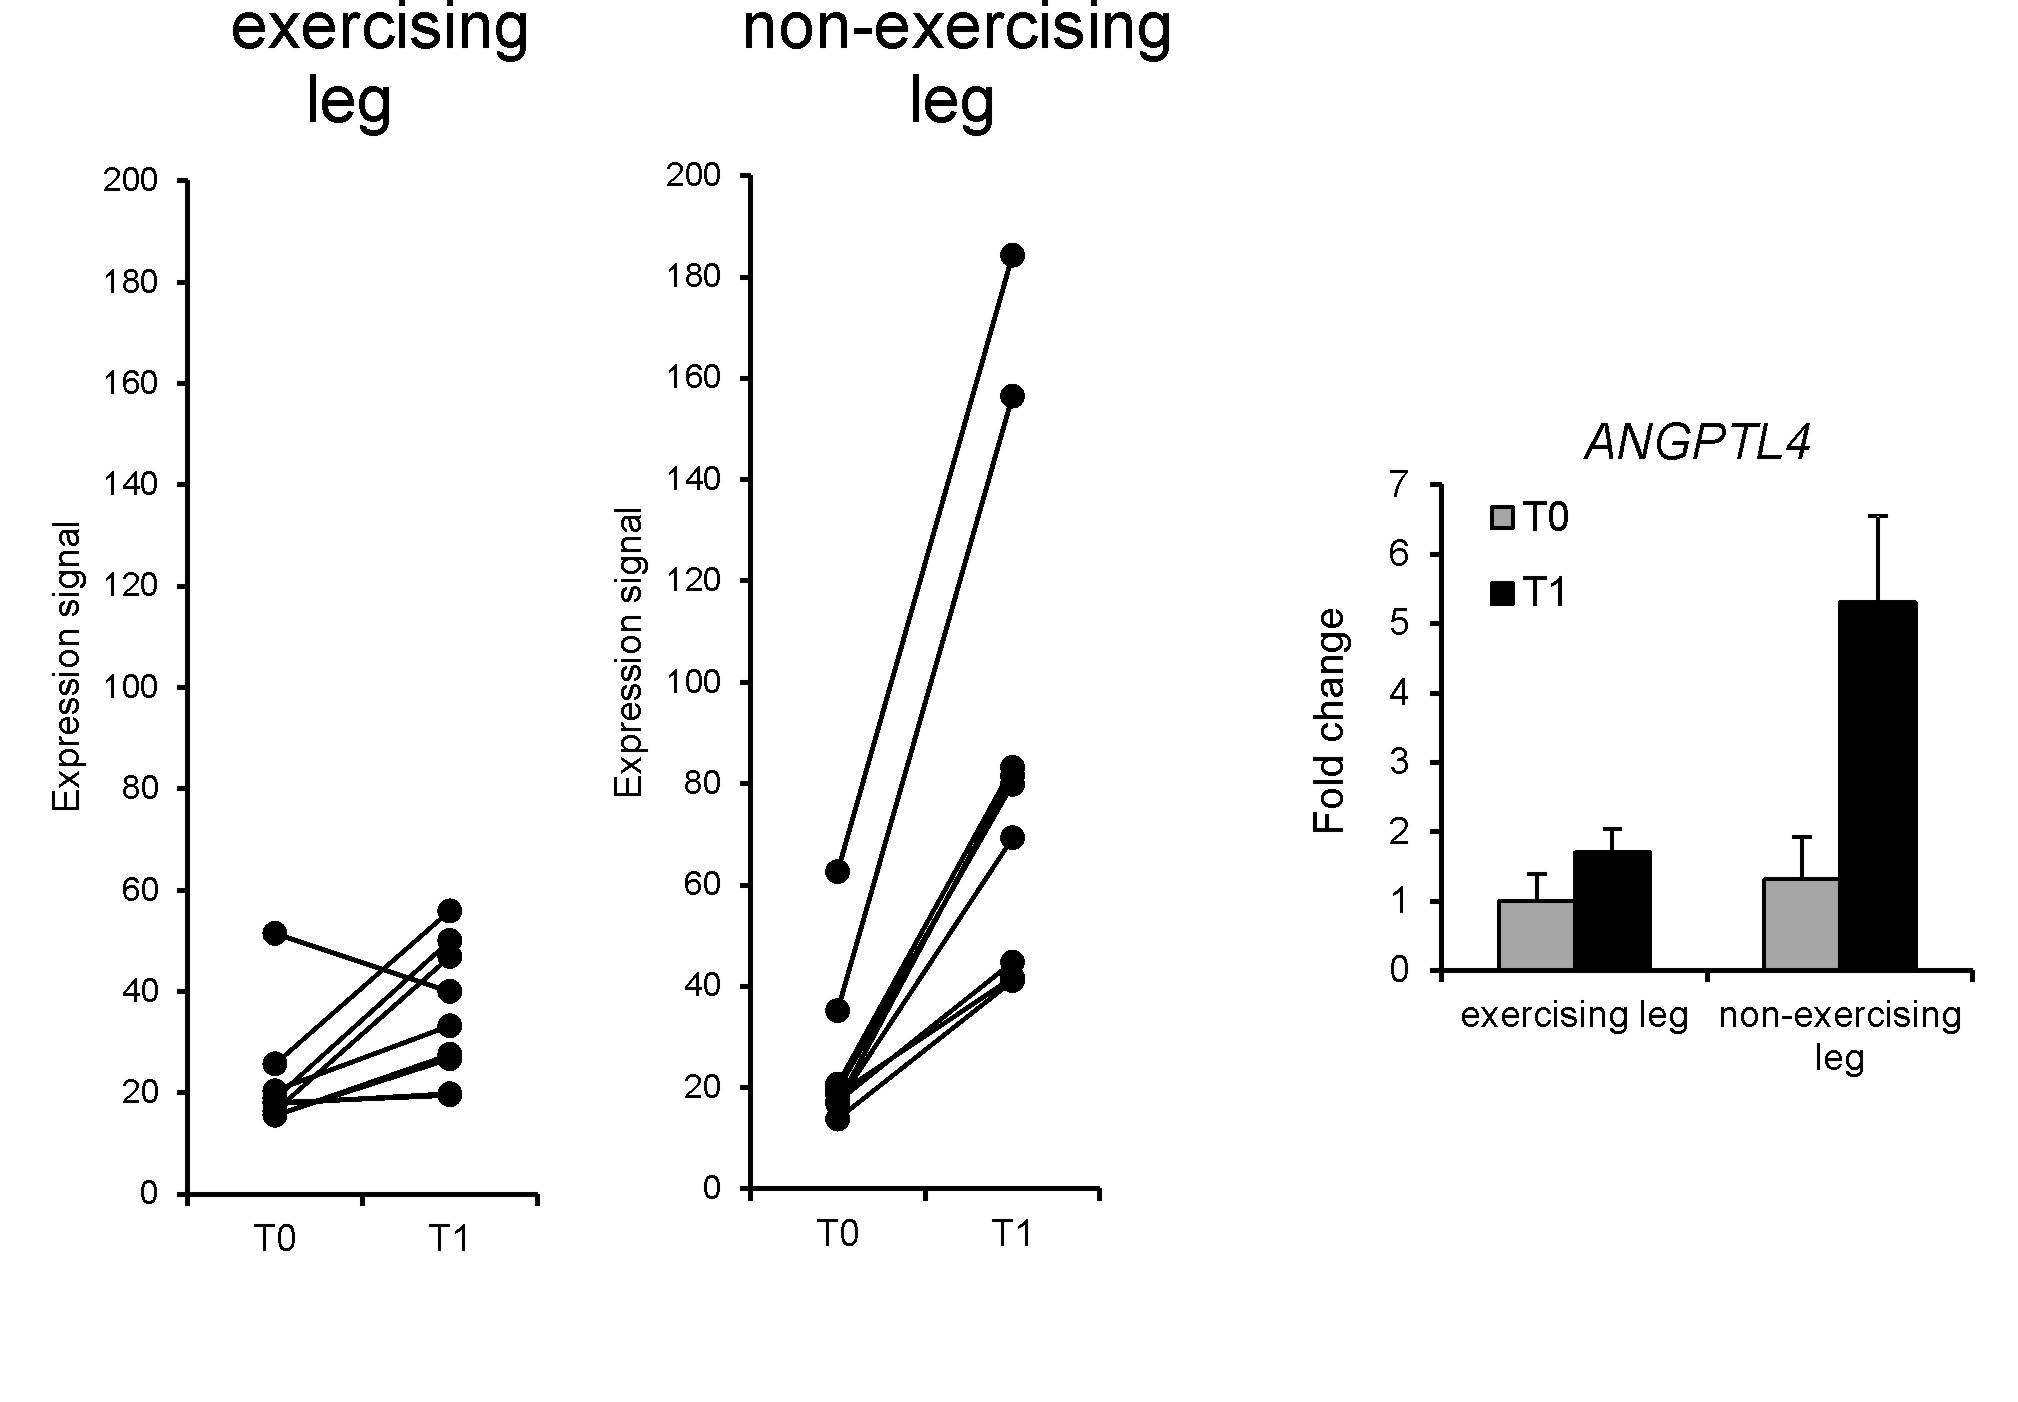 exercising
leg
200
180
160
140
120
100
80
60
40
20
0
Expression signal
T0 T1
non-exercising
leg
200
180
160
140
120
100
80
60
40
20
0
Expression signal
T0 T1
ANGPTL4
7
6
5
4
3
2
1
0
Fold change
T0
T1
exercising leg non-exercising
leg